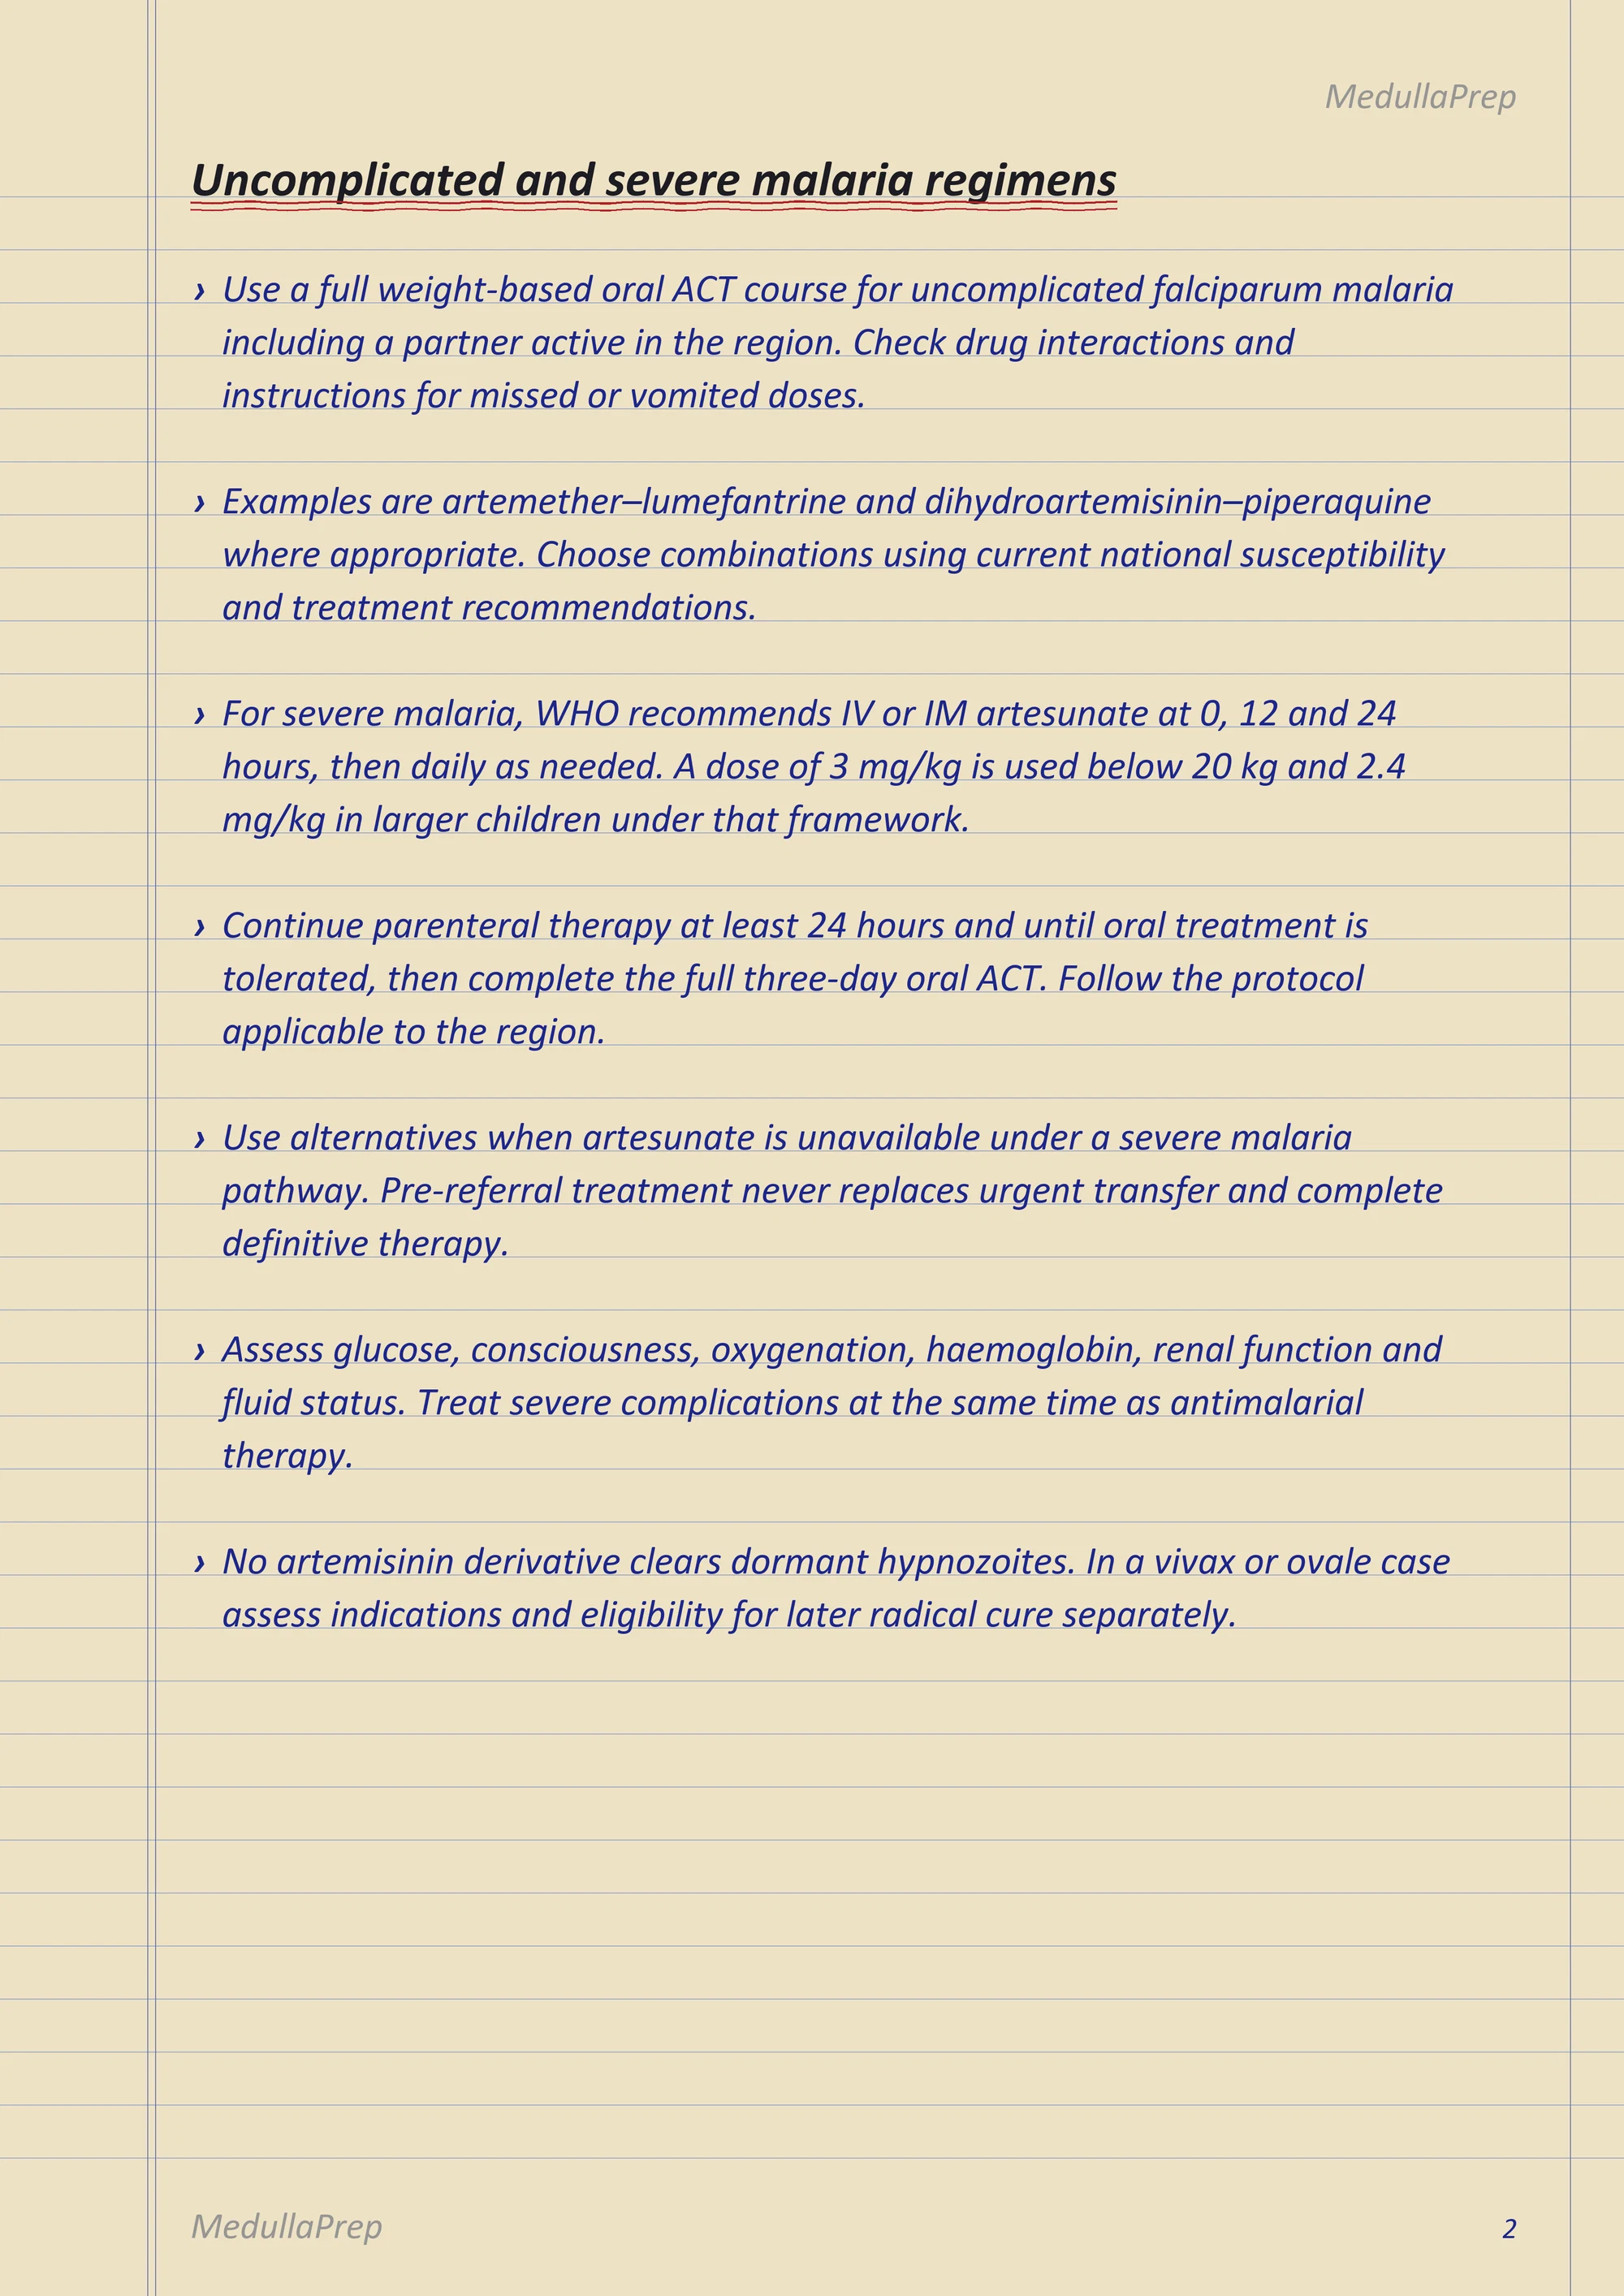 MedullaPrep
Uncomplicated and severe malaria regimens
› Use a full weight-based oral ACT course for uncomplicated falciparum malaria
including a partner active in the region. Check drug interactions and
instructions for missed or vomited doses.
› Examples are artemether–lumefantrine and dihydroartemisinin–piperaquine
where appropriate. Choose combinations using current national susceptibility
and treatment recommendations.
› For severe malaria, WHO recommends IV or IM artesunate at 0, 12 and 24
hours, then daily as needed. A dose of 3 mg/kg is used below 20 kg and 2.4
mg/kg in larger children under that framework.
› Continue parenteral therapy at least 24 hours and until oral treatment is
tolerated, then complete the full three-day oral ACT. Follow the protocol
applicable to the region.
› Use alternatives when artesunate is unavailable under a severe malaria
pathway. Pre-referral treatment never replaces urgent transfer and complete
definitive therapy.
› Assess glucose, consciousness, oxygenation, haemoglobin, renal function and
fluid status. Treat severe complications at the same time as antimalarial
therapy.
› No artemisinin derivative clears dormant hypnozoites. In a vivax or ovale case
assess indications and eligibility for later radical cure separately.
MedullaPrep
2